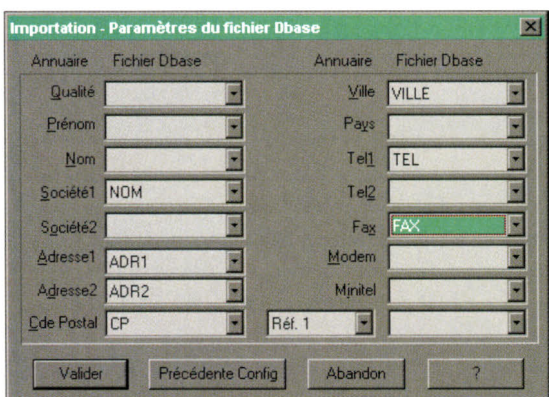 Importation - Paramètres du fichier Dbase
Annuaire Fichier Dbase Annuaire Fichier Dbase
Qualité Ville VILLE
Prénom Pays
Nom Tel1 TEL
Société1 NOM Tel2
Société2 Fax FAX
Adresse1 ADR1 Modem
Adresse2 ADR2 Minitel
Cde Postal CP Réf. 1
Valider Précédente Config Abandon ?